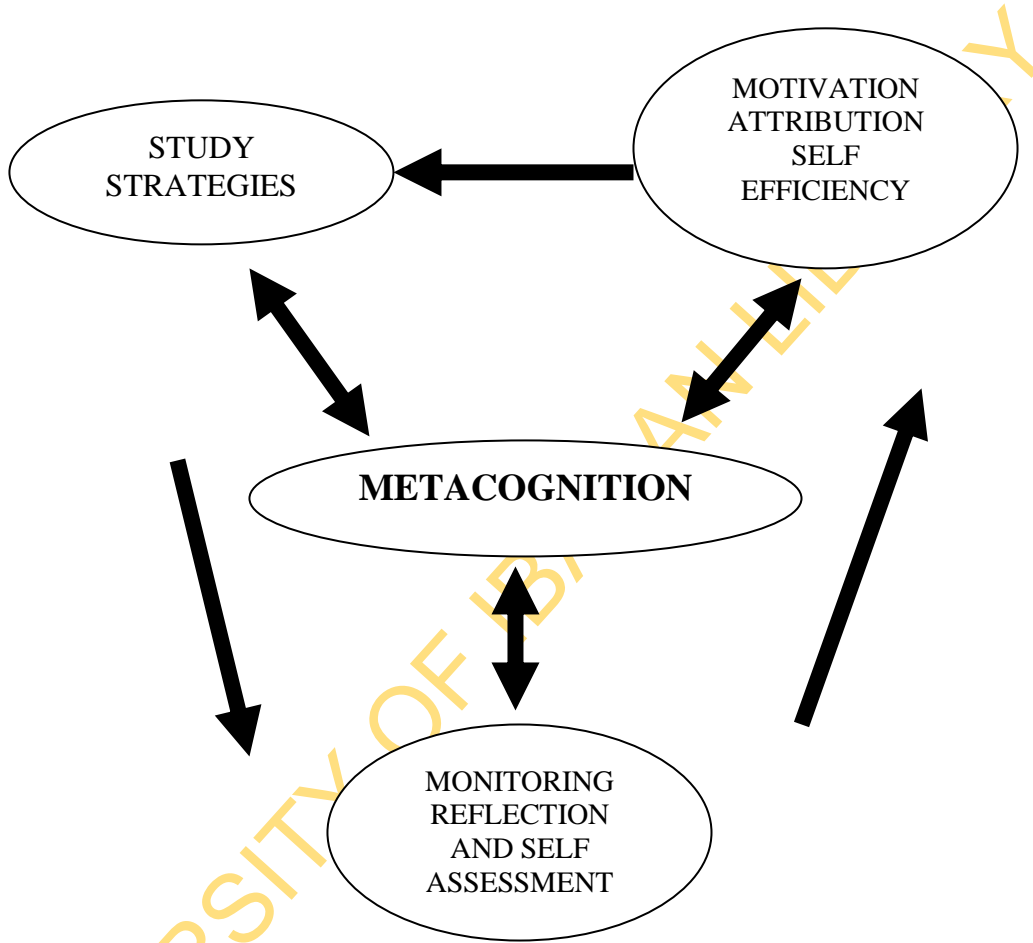 MOTIVATION
ATTRIBUTION
SELF
EFFICIENCY
STUDY
STRATEGIES
METACOGNITION
MONITORING
REFLECTION
AND SELF
ASSESSMENT